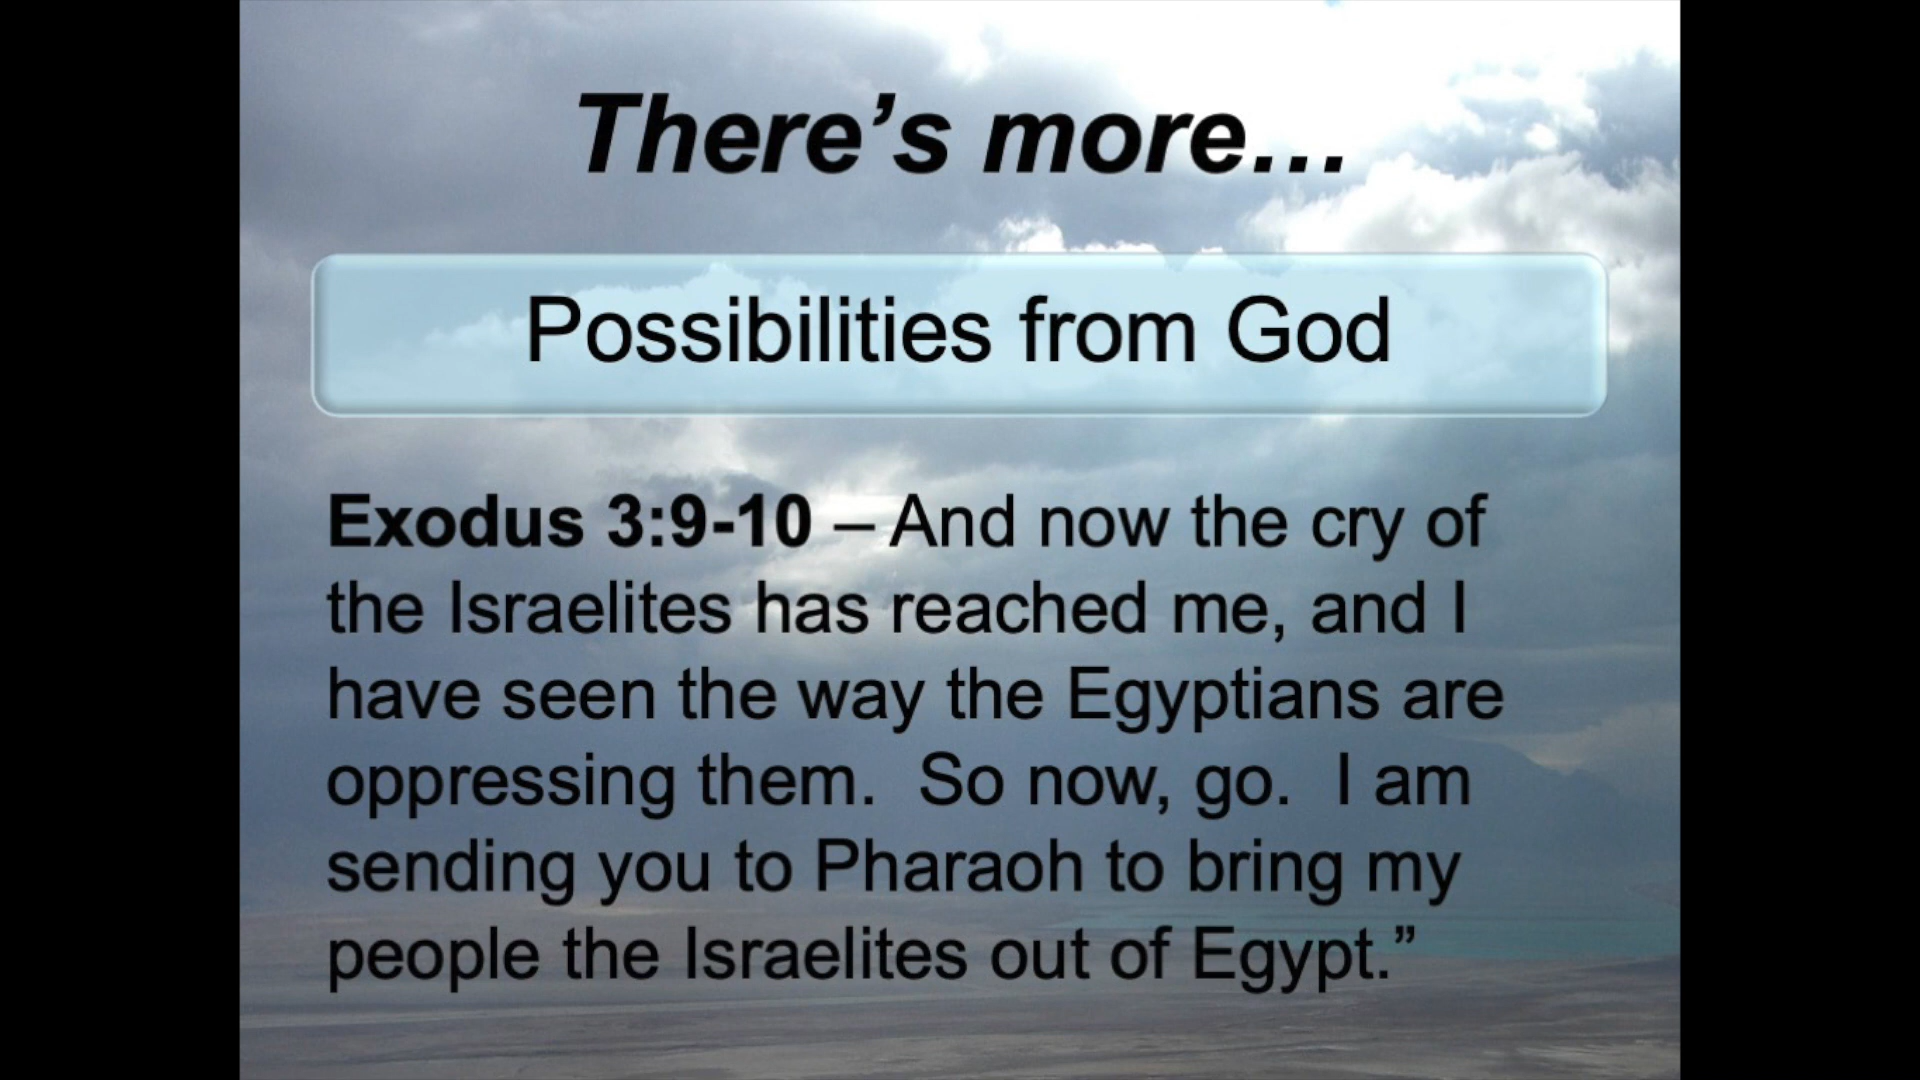 There’s more…
Possibilities from God
Exodus 3:9-10 – And now the cry of
the Israelites has reached me, and I
have seen the way the Egyptians are
oppressing them.  So now, go.  I am
sending you to Pharaoh to bring my
people the Israelites out of Egypt.”